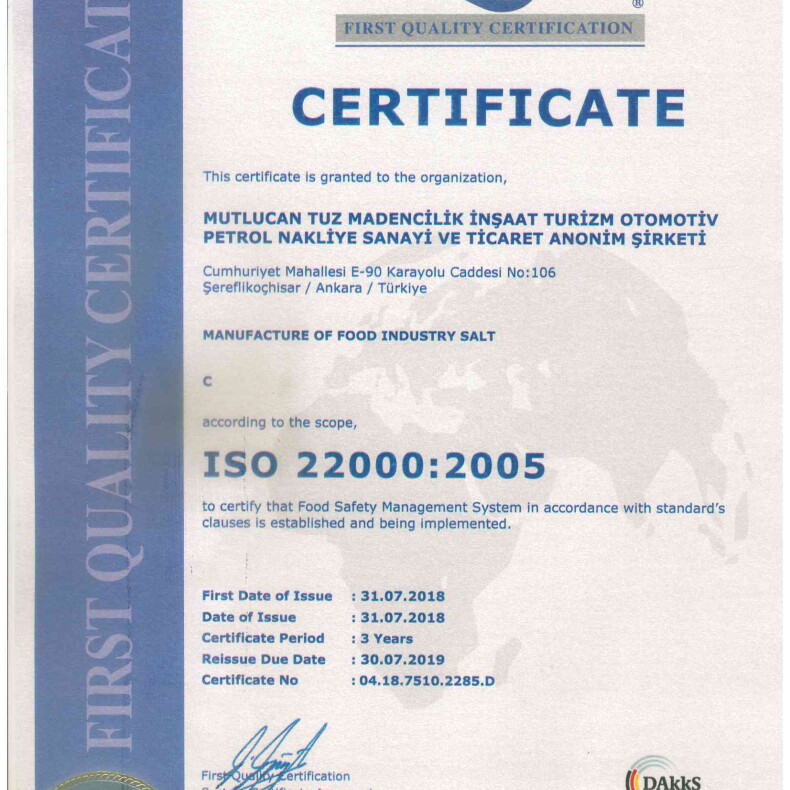 ®
FIRST QUALITY CERTIFICATION
CERTIFICATE
This certificate is granted to the organization,
MUTLUCAN TUZ MADENCİLİK İNŞAAT TURİZM OTOMOTİV
PETROL NAKLİYE SANAYİ VE TİCARET ANONİM ŞİRKETİ
Cumhuriyet Mahallesi E-90 Karayolu Caddesi No:106
Şereflikoçhisar / Ankara / Türkiye
MANUFACTURE OF FOOD INDUSTRY SALT
C
according to the scope,
ISO 22000:2005
to certify that Food Safety Management System in accordance with standard's
clauses is established and being implemented.
First Date of Issue : 31.07.2018
Date of Issue : 31.07.2018
Certificate Period : 3 Years
Reissue Due Date : 30.07.2019
Certificate No : 04.18.7510.2285.D
First Quality Certification
DAkkS
FIRST QUALITY CERTIFICAT